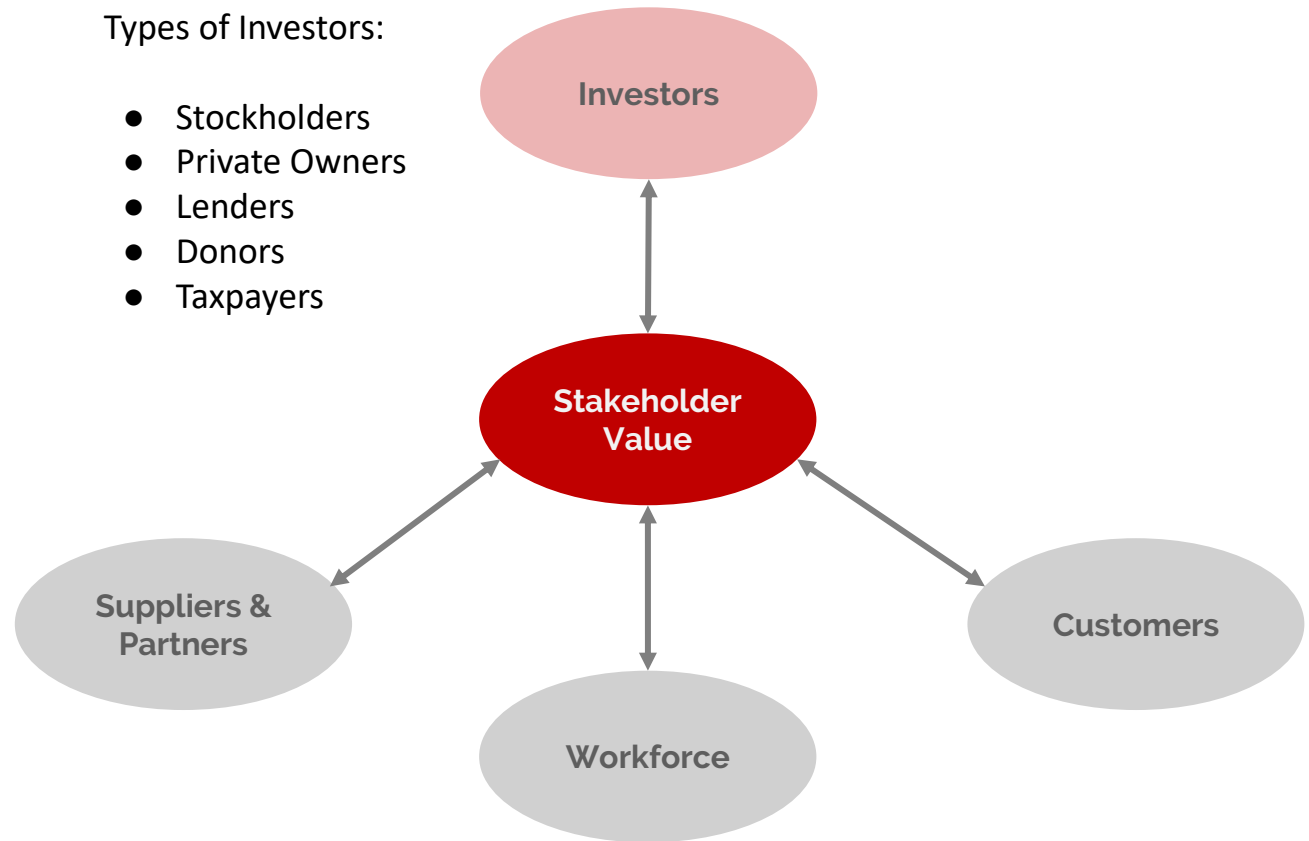 Types of Investors:
● Stockholders
● Private Owners
● Lenders
● Donors
● Taxpayers
Investors
Stakeholder
Value
Suppliers &
Partners
Workforce
Customers